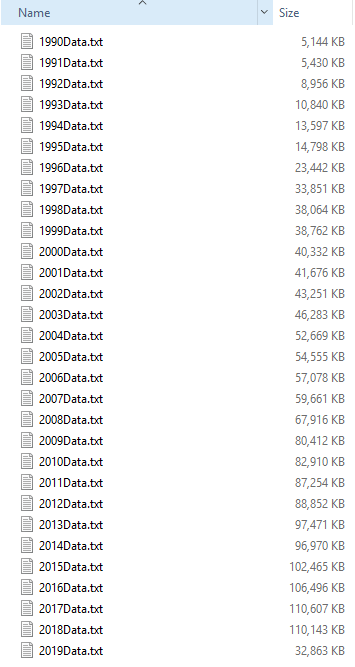 Name Size
1990Data.txt 5,144 KB
1991Data.txt 5,430 KB
1992Data.txt 8,956 KB
1993Data.txt 10,840 KB
1994Data.txt 13,597 KB
1995Data.txt 14,798 KB
1996Data.txt 23,442 KB
1997Data.txt 33,851 KB
1998Data.txt 38,064 KB
1999Data.txt 38,762 KB
2000Data.txt 40,332 KB
2001Data.txt 41,676 KB
2002Data.txt 43,251 KB
2003Data.txt 46,283 KB
2004Data.txt 52,669 KB
2005Data.txt 54,555 KB
2006Data.txt 57,078 KB
2007Data.txt 59,661 KB
2008Data.txt 67,916 KB
2009Data.txt 80,412 KB
2010Data.txt 82,910 KB
2011Data.txt 87,254 KB
2012Data.txt 88,852 KB
2013Data.txt 97,471 KB
2014Data.txt 96,970 KB
2015Data.txt 102,465 KB
2016Data.txt 106,496 KB
2017Data.txt 110,607 KB
2018Data.txt 110,143 KB
2019Data.txt 32,863 KB